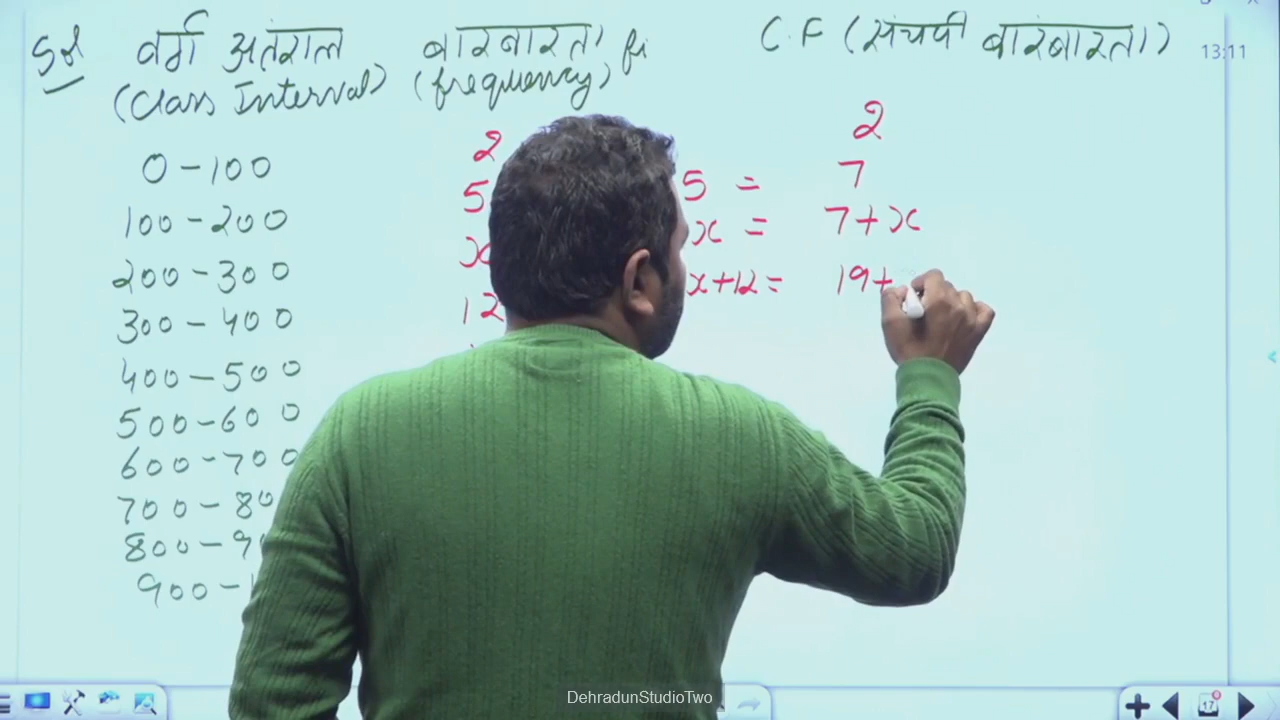 Sol वर्ग अंतराल बारंबारता fi C.F (संचयी बारंबारता)
13:11
(Class Interval) (frequency)
0-100 2 2
100-200 5 5 = 7
200-300 x x = 7+x
300-400 12 x+12= 19+
400-500
500-600
600-700
700-80
800-9
900-
17
DehradunStudioTwo